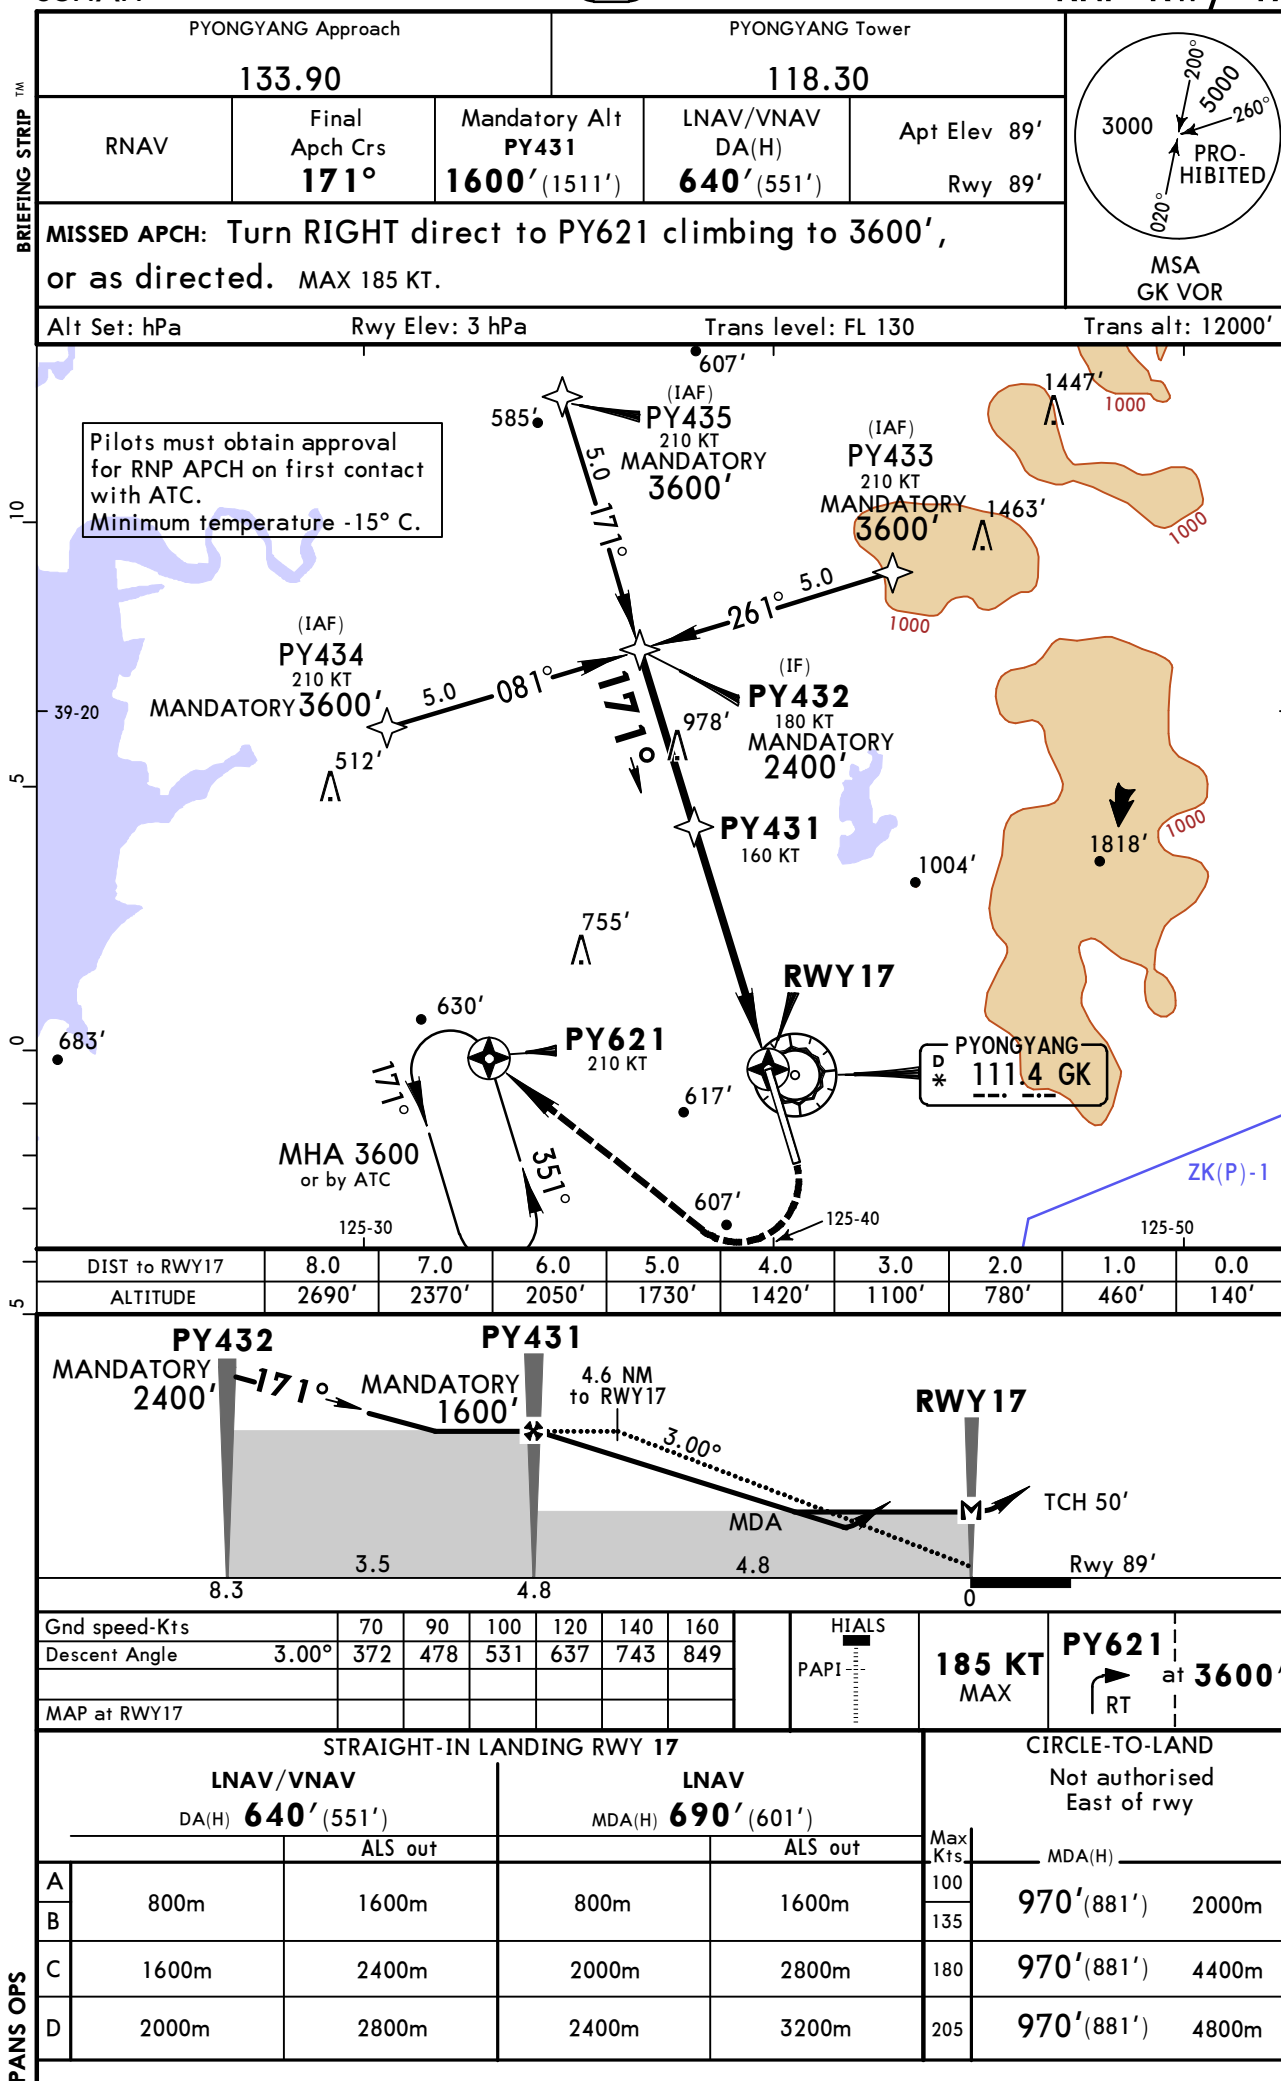 PYONGYANG Approach
133.90
PYONGYANG Tower
118.30
BRIEFING STRIP TM
RNAV
Final
Apch Crs
171°
Mandatory Alt
PY431
1600'(1511')
LNAV/VNAV
DA(H)
640'(551')
Apt Elev 89'
Rwy 89'
MISSED APCH: Turn RIGHT direct to PY621 climbing to 3600',
or as directed. MAX 185 KT.
3000
200°
5000
260°
PRO-
HIBITED
020°
MSA
GK VOR
Alt Set: hPa Rwy Elev: 3 hPa Trans level: FL 130 Trans alt: 12000'
607'
585'
(IAF)
PY435
210 KT
MANDATORY
3600'
1447'
1000
Pilots must obtain approval
for RNP APCH on first contact
with ATC.
Minimum temperature -15° C.
5.0
171°
(IAF)
PY433
210 KT
MANDATORY
3600'
1463'
1000
10
5.0
261°
1000
(IAF)
PY434
210 KT
MANDATORY 3600'
5.0
081°
39-20
512'
171°
978'
(IF)
PY432
180 KT
MANDATORY
2400'
5
PY431
160 KT
1004'
1818'
1000
755'
RWY17
630'
683'
0
PY621
210 KT
PYONGYANG
D
*
111.4 GK
171°
617'
MHA 3600
or by ATC
351°
607'
ZK(P)-1
125-30
125-40
125-50
5
DIST to RWY17 8.0 7.0 6.0 5.0 4.0 3.0 2.0 1.0 0.0
ALTITUDE 2690' 2370' 2050' 1730' 1420' 1100' 780' 460' 140'
PY432
MANDATORY
2400'
171°
PY431
MANDATORY
1600'
4.6 NM
to RWY17
3.00°
RWY17
M
TCH 50'
MDA
3.5
4.8
Rwy 89'
8.3
4.8
0
Gnd speed-Kts 70 90 100 120 140 160
Descent Angle 3.00° 372 478 531 637 743 849
MAP at RWY17
HIALS
PAPI
185 KT
MAX
PY621
RT
at 3600'
STRAIGHT-IN LANDING RWY 17
LNAV/VNAV
DA(H) 640'(551')
ALS out
LNAV
MDA(H) 690'(601')
ALS out
CIRCLE-TO-LAND
Not authorised
East of rwy
Max
Kts
MDA(H)
A
B
800m 1600m 800m 1600m
100
135
970'(881') 2000m
C 1600m 2400m 2000m 2800m 180 970'(881') 4400m
D 2000m 2800m 2400m 3200m 205 970'(881') 4800m
PANS OPS